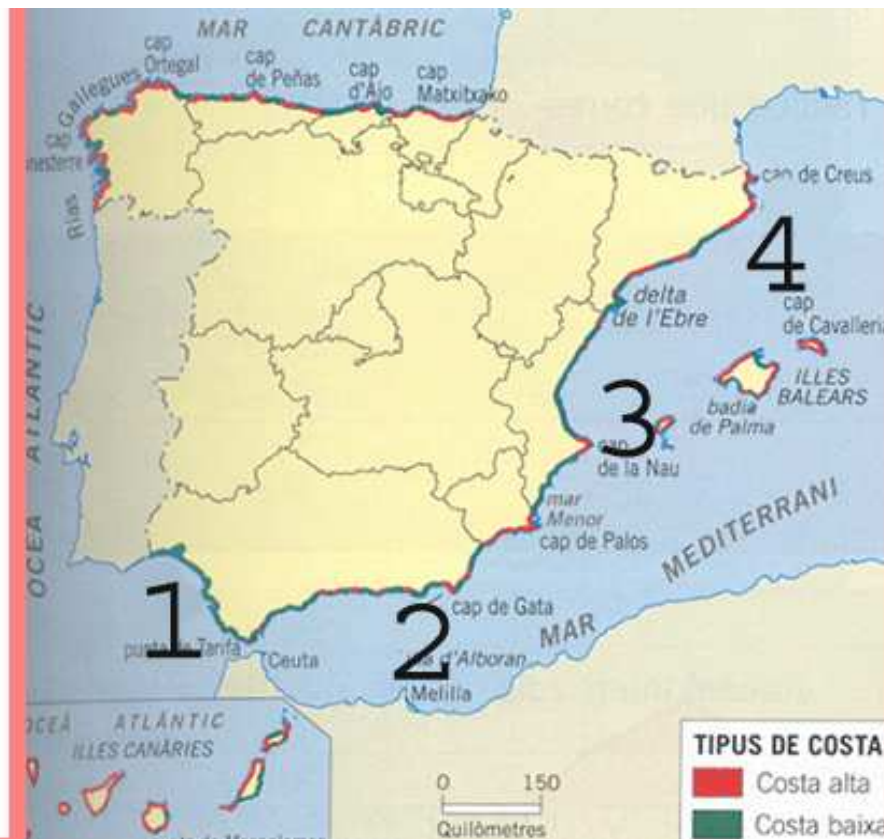 MAR CANTÀBRIC
cap
Ortegal
cap
de Peñas
cap
d'Ajo
cap
Matxitxako
Rías Gallegues
cap
nesterre
cap de Creus
4
delta
de l'Ebre
cap
de Cavalleria
ILLES
BALEARS
badia
de Palma
3
cap
de la Nau
mar
Menor
cap de Palos
OCEÀ ATLÀNTIC
MAR MEDITERRANI
1
2
cap de Gata
punta de Tarifa
Ceuta
d'Alboran
Melilla
OCEÀ ATLÀNTIC
ILLES CANÀRIES
0 150
Quilòmetres
TIPUS DE COSTA
Costa alta
Costa baixa